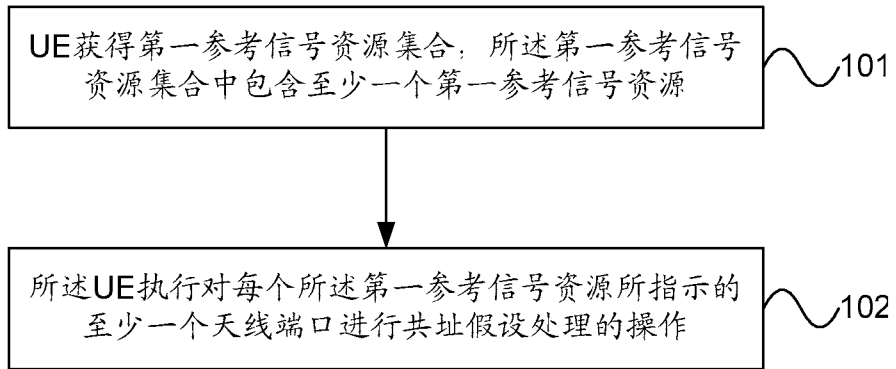 UE获得第一参考信号资源集合；所述第一参考信号
资源集合中包含至少一个第一参考信号资源
101
所述UE执行对每个所述第一参考信号资源所指示的
至少一个天线端口进行共址假设处理的操作
102